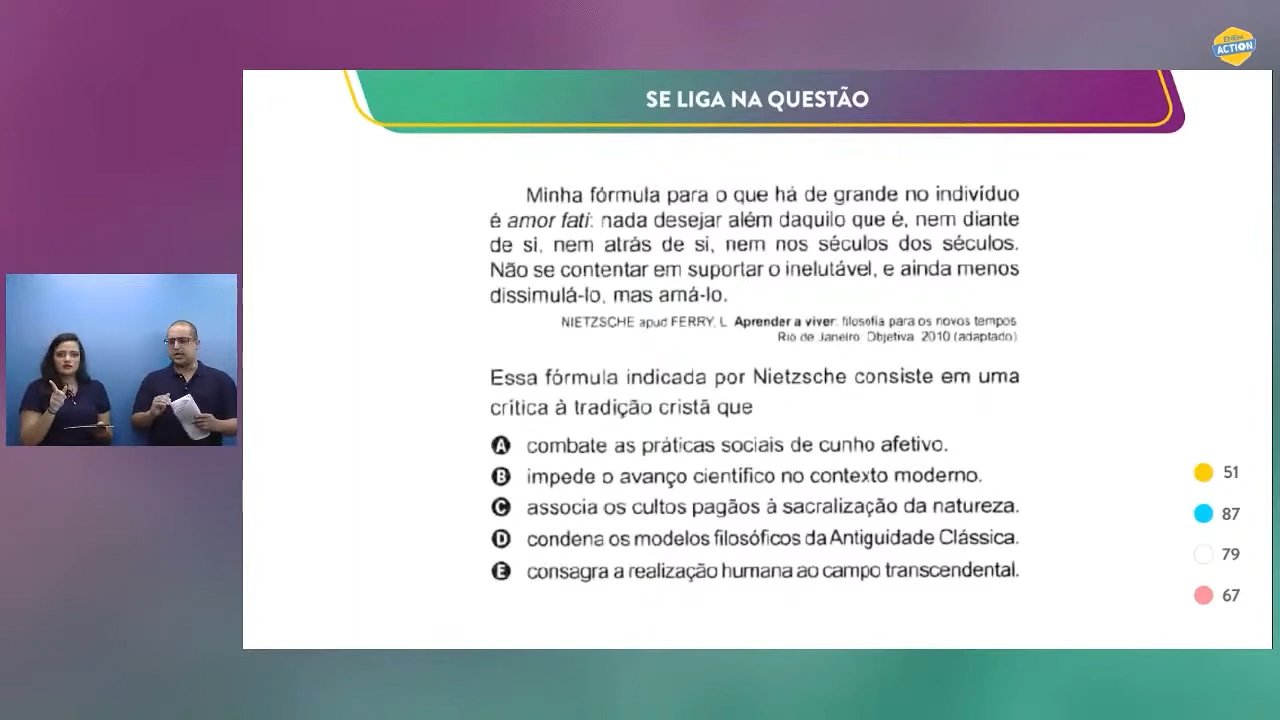 ENEM
ACTION
SE LIGA NA QUESTÃO
Minha fórmula para o que há de grande no indivíduo
é amor fati: nada desejar além daquilo que é, nem diante
de si, nem atrás de si, nem nos séculos dos séculos.
Não se contentar em suportar o inelutável, e ainda menos
dissimulá-lo, mas amá-lo.
NIETZSCHE apud FERRY, L. Aprender a viver: filosofia para os novos tempos.
Rio de Janeiro: Objetiva, 2010 (adaptado)
Essa fórmula indicada por Nietzsche consiste em uma
crítica à tradição cristã que
A combate as práticas sociais de cunho afetivo.
B impede o avanço científico no contexto moderno.
C associa os cultos pagãos à sacralização da natureza.
D condena os modelos filosóficos da Antiguidade Clássica.
E consagra a realização humana ao campo transcendental.
51
87
79
67